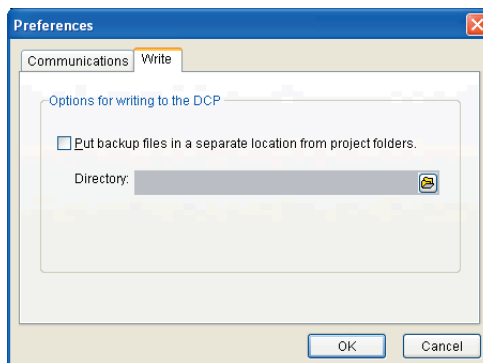 Preferences
Communications Write
Options for writing to the DCP
Put backup files in a separate location from project folders.
Directory:
OK Cancel